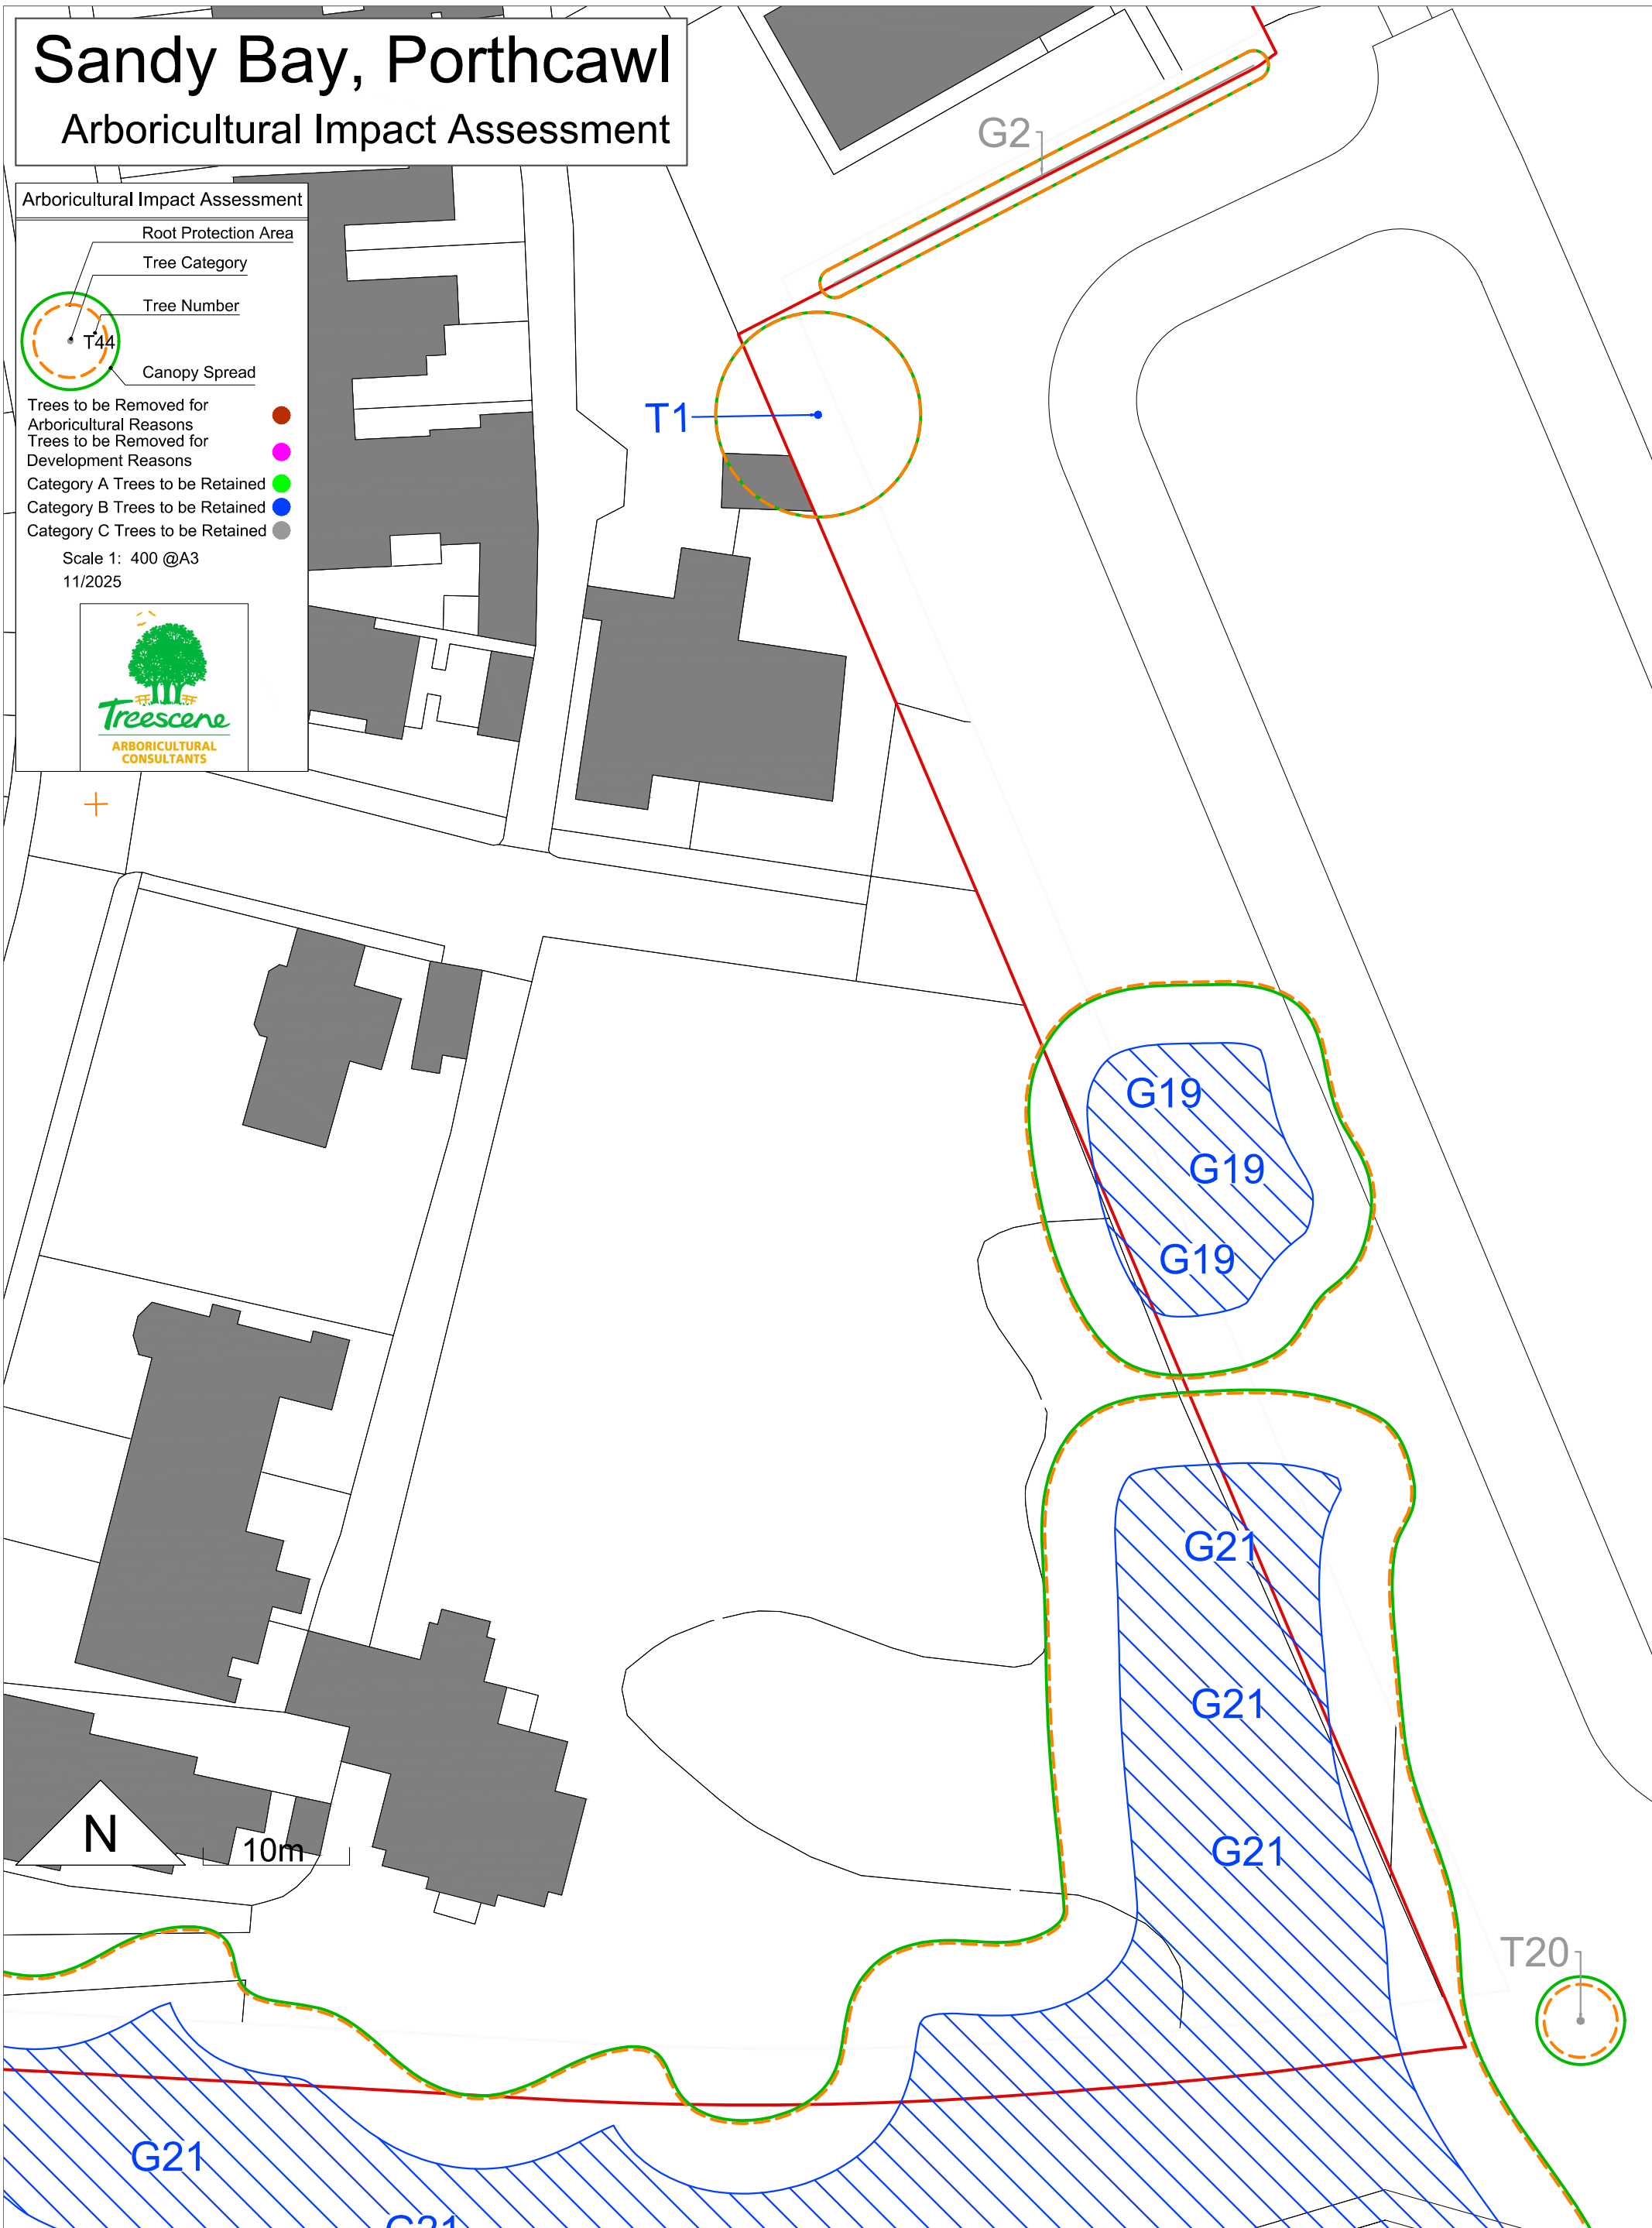 Sandy Bay, Porthcawl
Arboricultural Impact Assessment
Arboricultural Impact Assessment
Root Protection Area
Tree Category
Tree Number
T44
Canopy Spread
Trees to be Removed for
Arboricultural Reasons
Trees to be Removed for
Development Reasons
Category A Trees to be Retained
Category B Trees to be Retained
Category C Trees to be Retained
Scale 1: 400 @A3
11/2025
Treescene
ARBORICULTURAL
CONSULTANTS
G2
T1
G19
G19
G19
G21
G21
G21
N
10m
T20
G21
G21